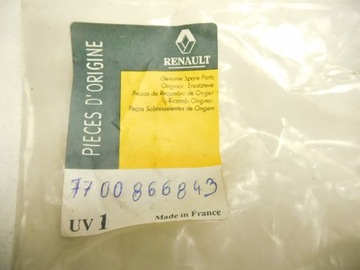 PIECES D'ORIGINE
RENAULT
Genuine Spare Parts
Original Ersatzteile
Piezas de Recambio de Origen
Ricambi Originali
Peças Sobresselentes de Origem
7700866843
UV 1
Made in France